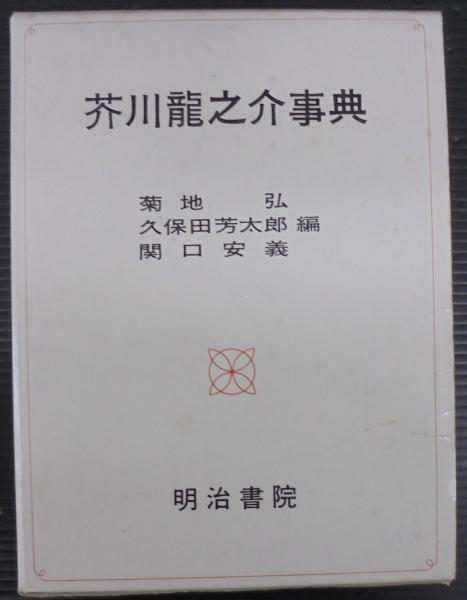 芥川龍之介事典
菊地 弘
久保田芳太郎 編
関口安義
明治書院